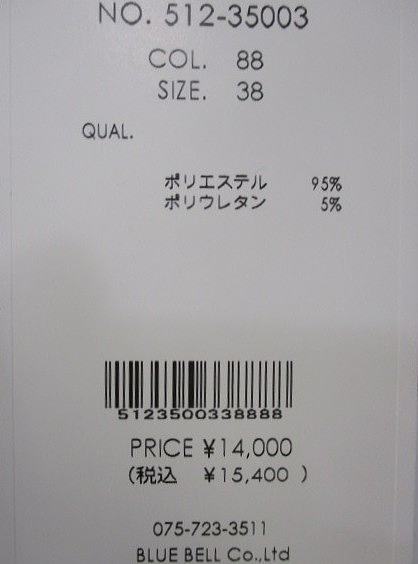 NO. 512-35003
COL. 88
SIZE. 38
QUAL.
ポリエステル 95%
ポリウレタン 5%
5123500338888
PRICE ¥14,000
(税込 ¥15,400 )
075-723-3511
BLUE BELL Co.,Ltd